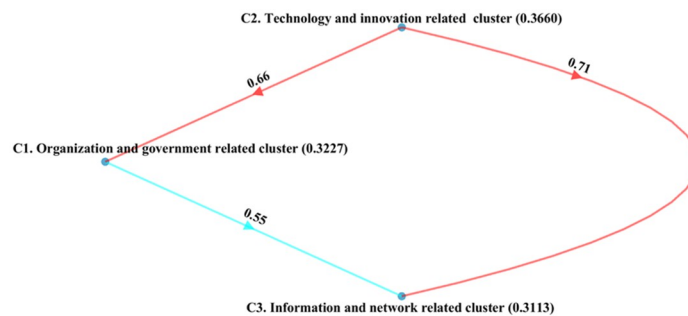 C2. Technology and innovation related cluster (0.3660)
0.71
0.66
C1. Organization and government related cluster (0.3227)
0.55
C3. Information and network related cluster (0.3113)